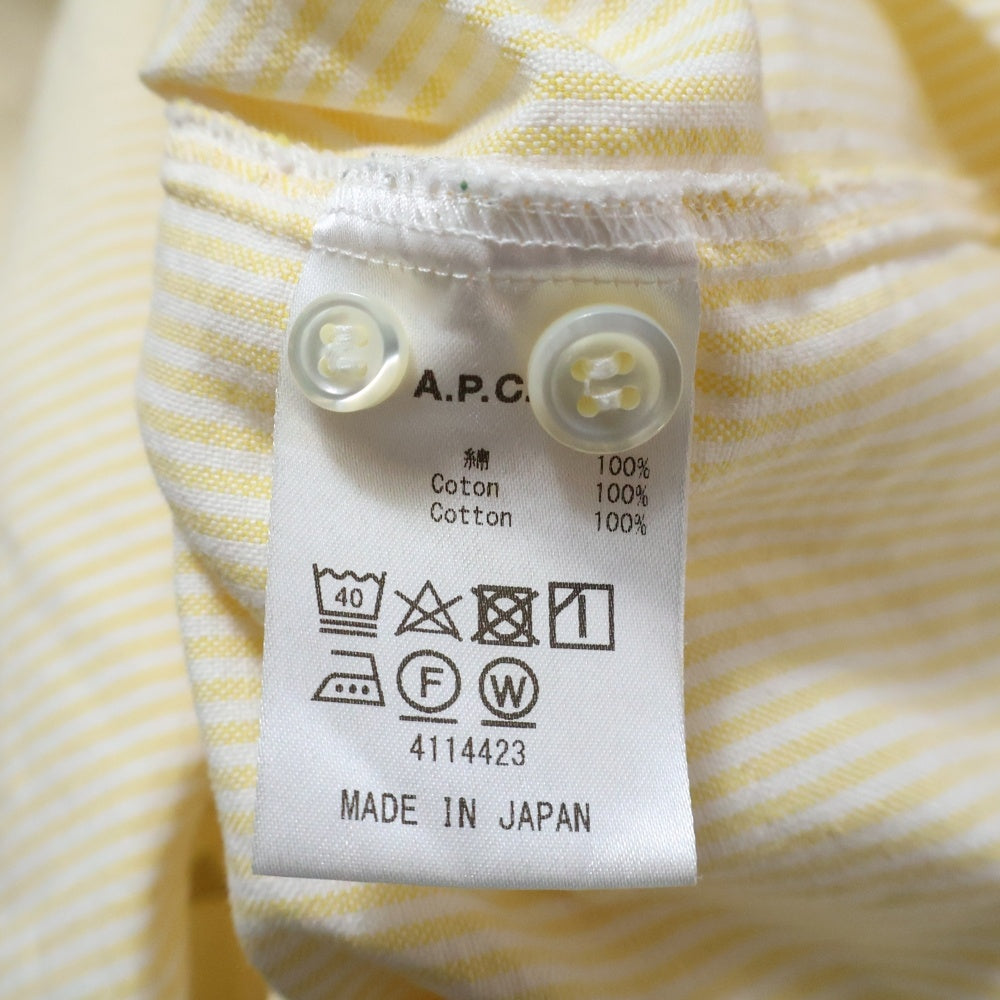 A.P.C.
綿 100%
Coton 100%
Cotton 100%
40
F W
4114423
MADE IN JAPAN